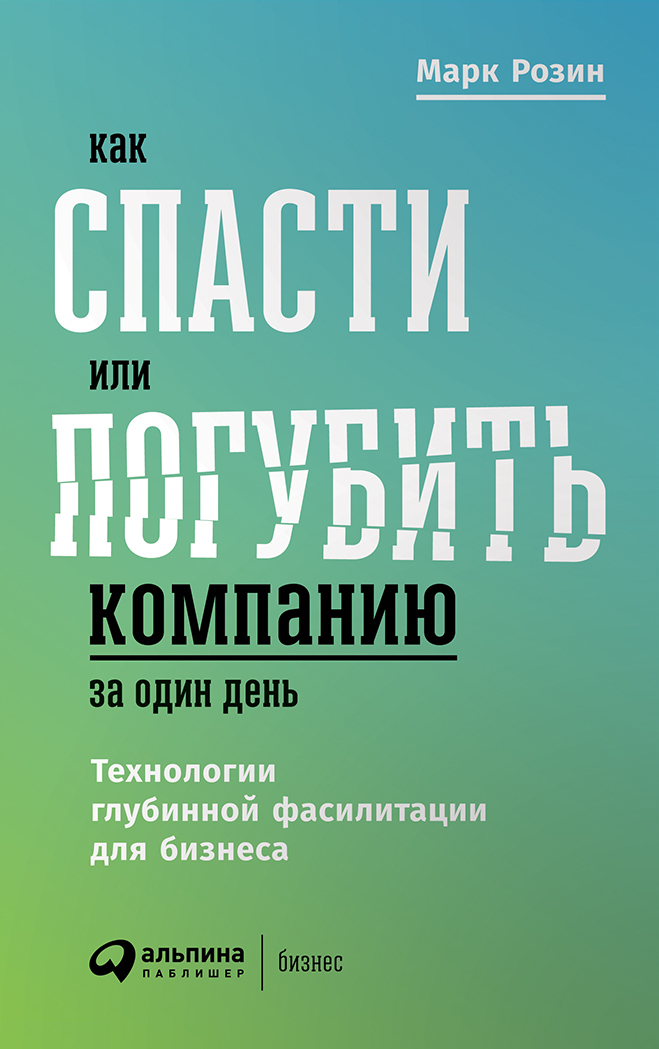 Марк Розин
как
СПАСТИ
или
ПОГУБИТЬ
компанию
за один день
Технологии
глубинной фасилитации
для бизнеса
альпина
ПАБЛИШЕР
бизнес